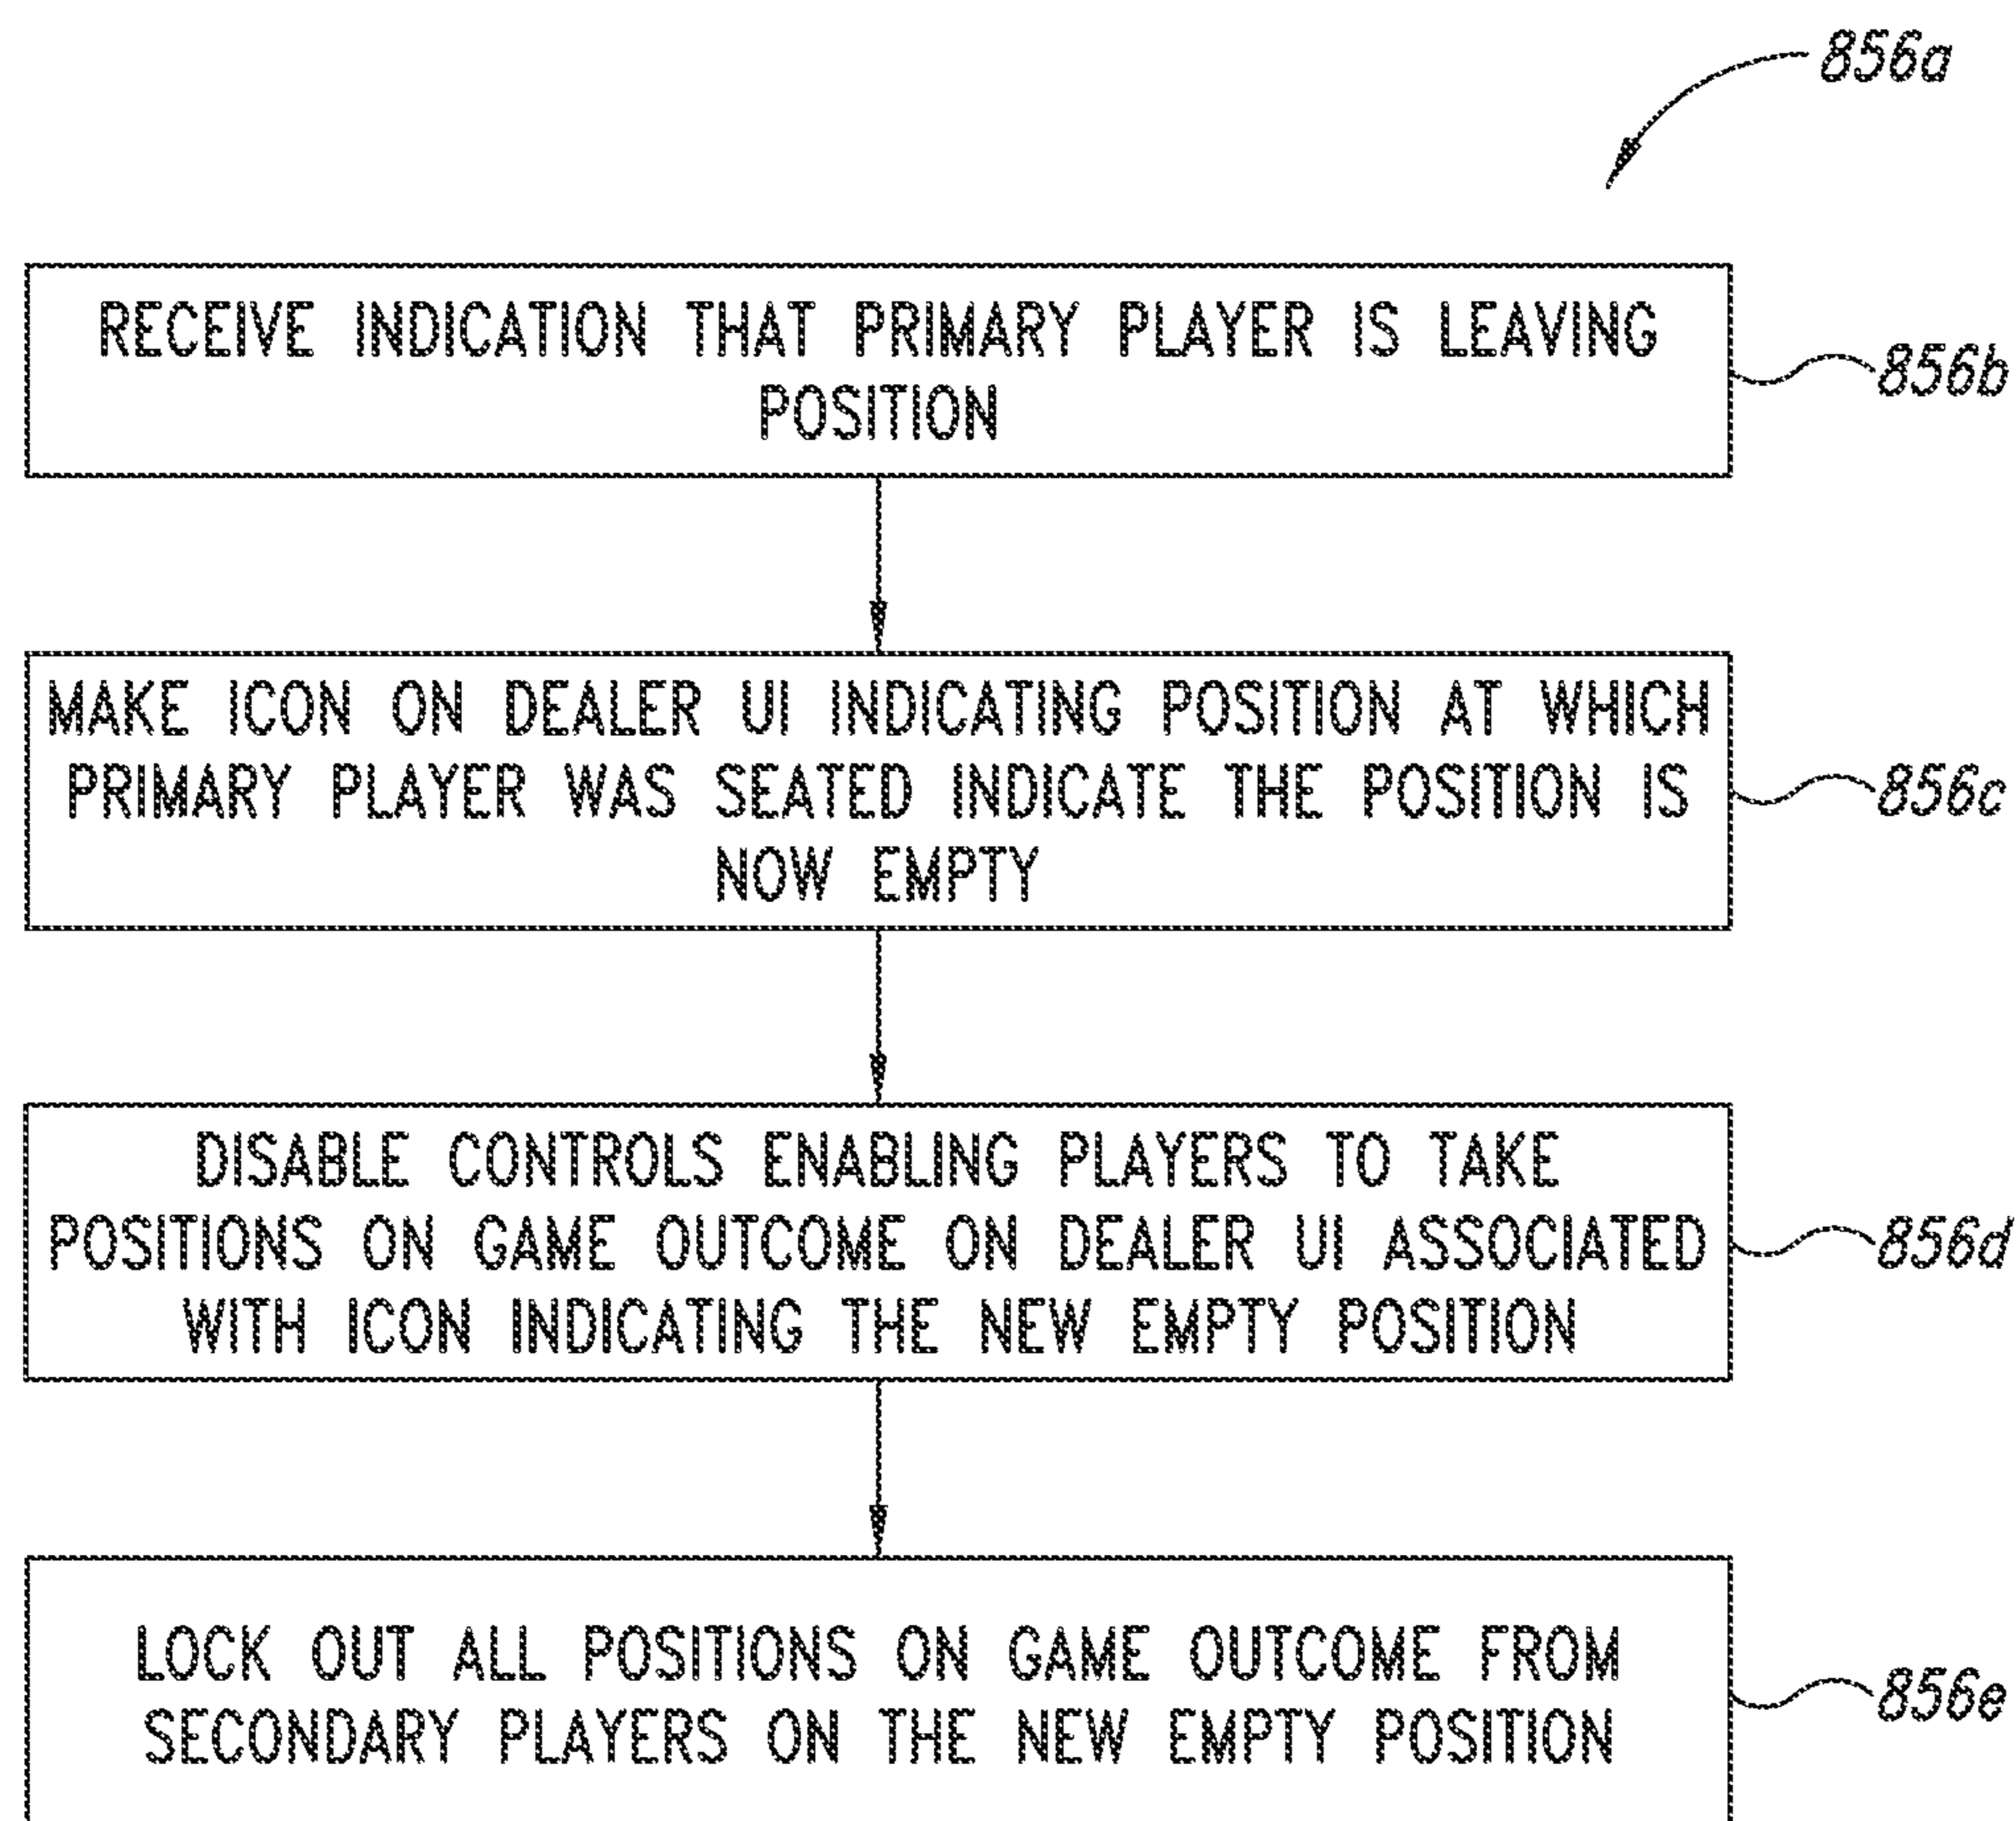 856a
RECEIVE INDICATION THAT PRIMARY PLAYER IS LEAVING
POSITION
856b
MAKE ICON ON DEALER UI INDICATING POSITION AT WHICH
PRIMARY PLAYER WAS SEATED INDICATE THE POSITION IS
NOW EMPTY
856c
DISABLE CONTROLS ENABLING PLAYERS TO TAKE
POSITIONS ON GAME OUTCOME ON DEALER UI ASSOCIATED
WITH ICON INDICATING THE NEW EMPTY POSITION
856d
LOCK OUT ALL POSITIONS ON GAME OUTCOME FROM
SECONDARY PLAYERS ON THE NEW EMPTY POSITION
856e